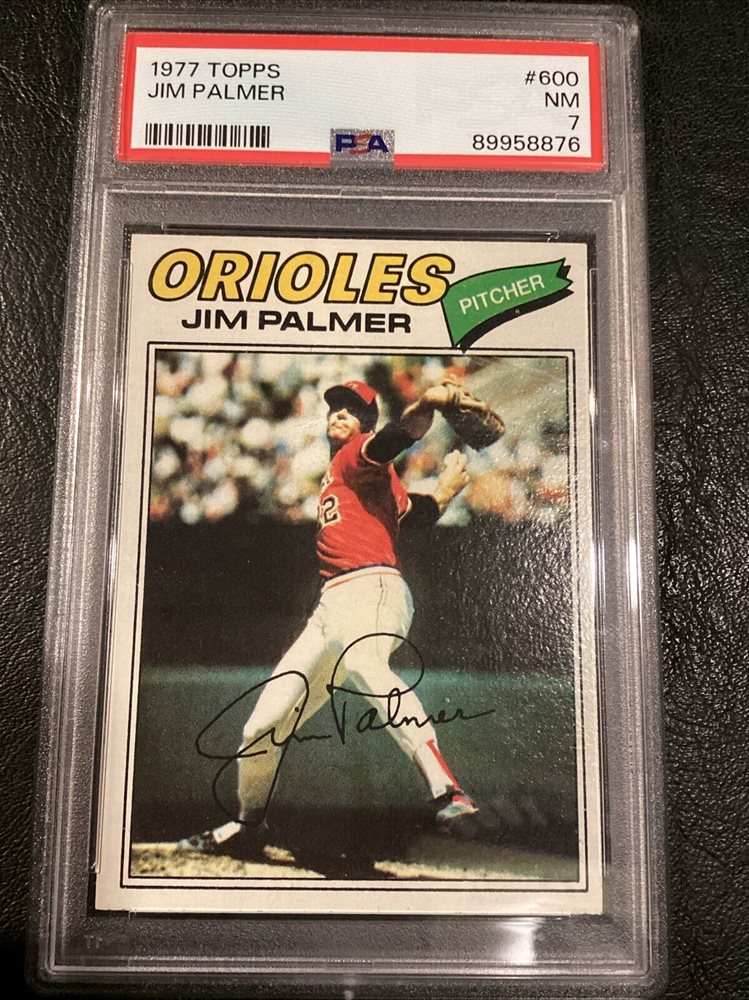 1977 TOPPS #600
JIM PALMER NM
7
PSA 89958876
ORIOLES
JIM PALMER
PITCHER
Jim Palmer